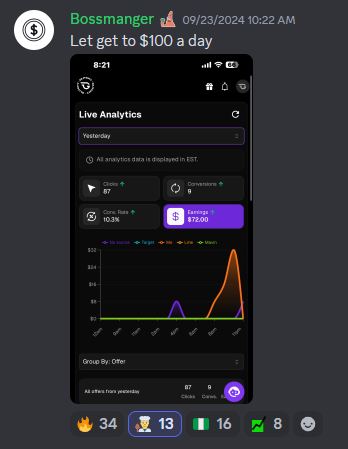 Bossmanger 09/23/2024 10:22 AM
Let get to $100 a day
8:21
Live Analytics
Yesterday
All analytics data is displayed in EST.
Clicks ↑
87
Conversions ↑
9
Conv. Rate ↑
10.3%
Earnings ↑
$72.00
$32
$24
$16
$8
$0
12am
Group By: Offer
All offers from yesterday
87
9
Clicks
Convs.
34
13
16
8